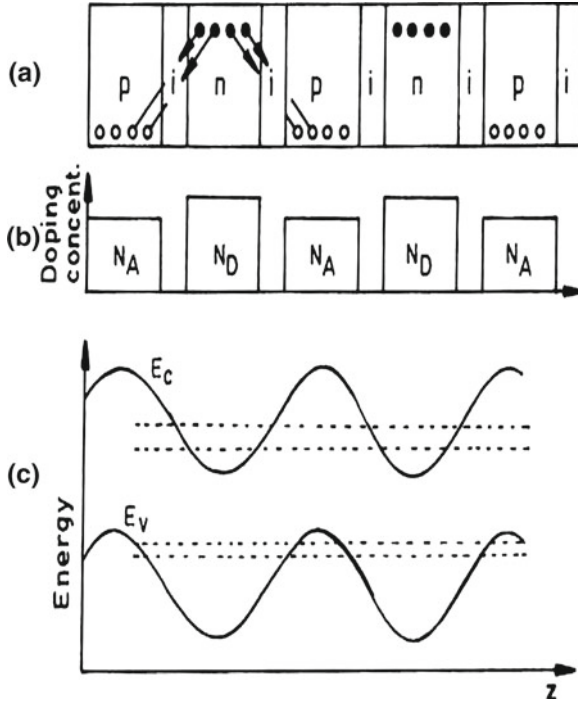 (a)
p i n i p i n i p i
(b)
Doping
concent.
N_A N_D N_A N_D N_A
(c)
Energy
E_C
E_V
z